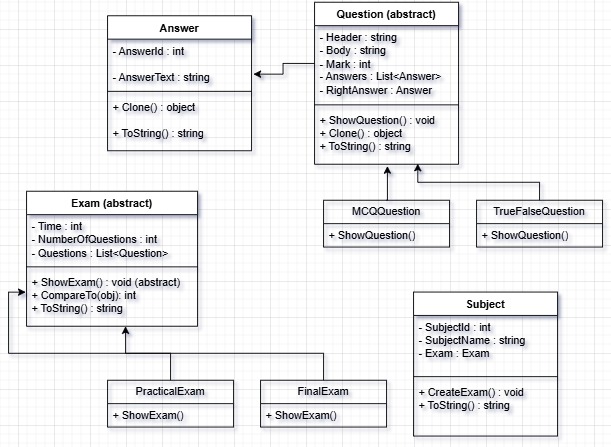 Answer
- AnswerId : int
- AnswerText : string
+ Clone() : object
+ ToString() : string
Question (abstract)
- Header : string
- Body : string
- Mark : int
- Answers : List<Answer>
- RightAnswer : Answer
+ ShowQuestion() : void
+ Clone() : object
+ ToString() : string
MCQQuestion
+ ShowQuestion()
TrueFalseQuestion
+ ShowQuestion()
Exam (abstract)
- Time : int
- NumberOfQuestions : int
- Questions : List<Question>
+ ShowExam() : void (abstract)
+ CompareTo(obj): int
+ ToString() : string
PracticalExam
+ ShowExam()
FinalExam
+ ShowExam()
Subject
- SubjectId : int
- SubjectName : string
- Exam : Exam
+ CreateExam() : void
+ ToString() : string